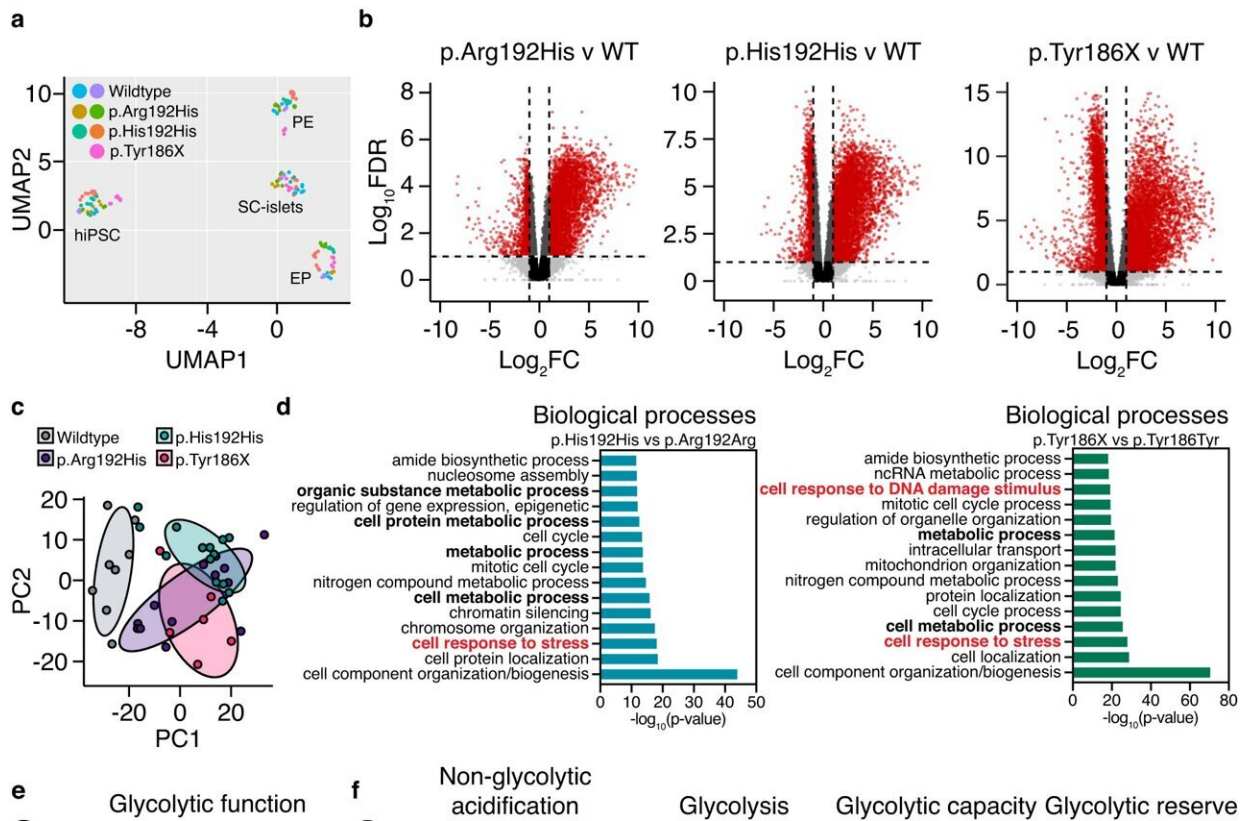 a
10
5
0
UMAP2
-8
-4
0
UMAP1
Wildtype
p.Arg192His
p.His192His
p.Tyr186X
PE
SC-islets
hiPSC
EP
b
p.Arg192His v WT
p.His192His v WT
p.Tyr186X v WT
Log10FDR
8
6
4
2
0
-10 -5 0 5 10
Log2FC
10
7.5
5
2.5
0
-10 -5 0 5 10
Log2FC
15
10
5
0
-10 -5 0 5 10
Log2FC
c
Wildtype
p.His192His
p.Arg192His
p.Tyr186X
20
10
0
-10
-20
PC2
-20 0 20
PC1
d
Biological processes
p.His192His vs p.Arg192Arg
amide biosynthetic process
nucleosome assembly
organic substance metabolic process
regulation of gene expression, epigenetic
cell protein metabolic process
cell cycle
metabolic process
mitotic cell cycle
nitrogen compound metabolic process
cell metabolic process
chromatin silencing
chromosome organization
cell response to stress
cell protein localization
cell component organization/biogenesis
0 10 20 30 40 50
-log10(p-value)
Biological processes
p.Tyr186X vs p.Tyr186Tyr
amide biosynthetic process
ncRNA metabolic process
cell response to DNA damage stimulus
mitotic cell cycle process
regulation of organelle organization
metabolic process
intracellular transport
mitochondrion organization
nitrogen compound metabolic process
protein localization
cell cycle process
cell metabolic process
cell response to stress
cell localization
cell component organization/biogenesis
0 20 40 60 80
-log10(p-value)
e
Glycolytic function
f
Non-glycolytic
acidification
Glycolysis
Glycolytic capacity
Glycolytic reserve